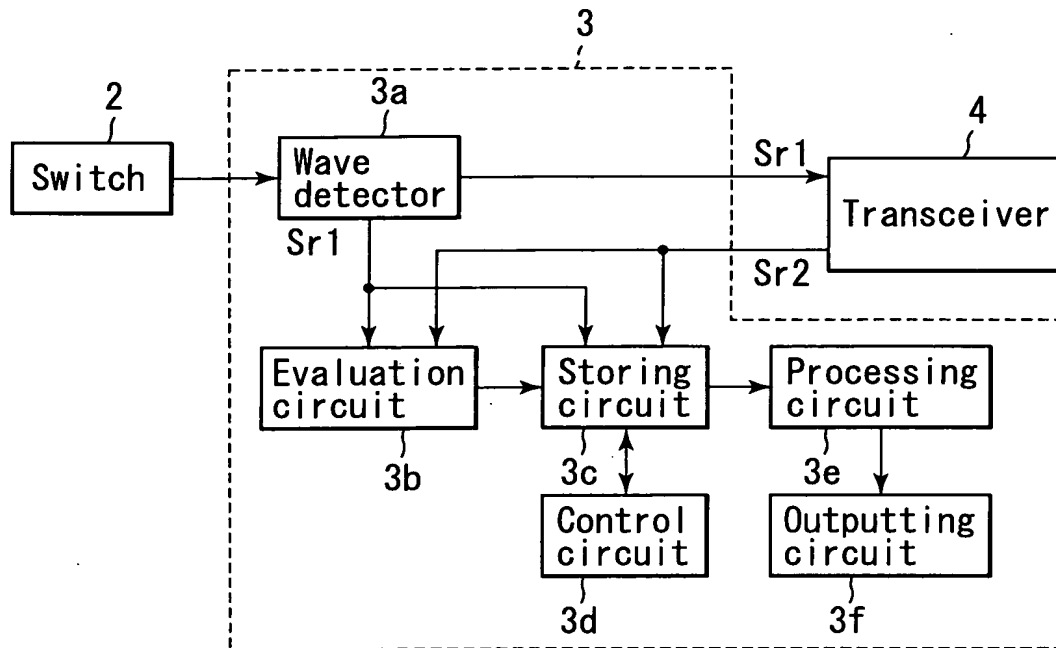 3
2
3a
4
Switch
Wave
detector
Sr1
Transceiver
Sr1
Sr2
Evaluation
circuit
Storing
circuit
Processing
circuit
3b
3c
3e
Control
circuit
Outputting
circuit
3d
3f